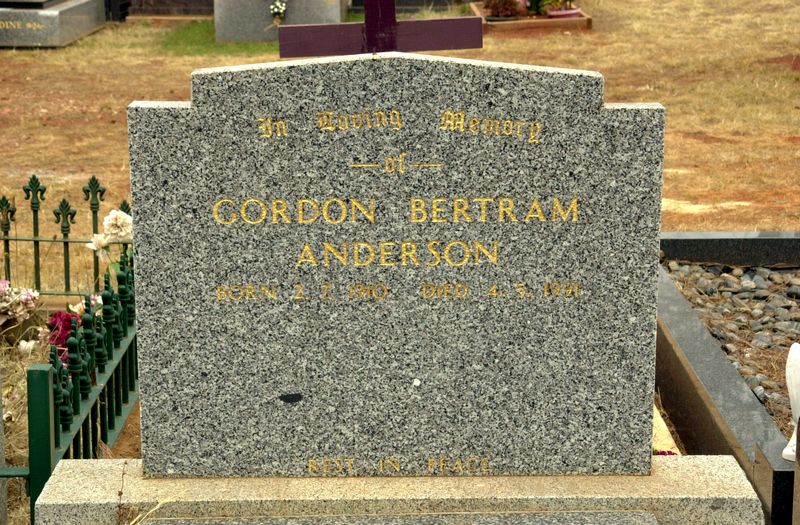 In Loving Memory
of
GORDON BERTRAM
ANDERSON
BORN 2. 7. 1910 DIED 4. 5. 1991
REST IN PEACE